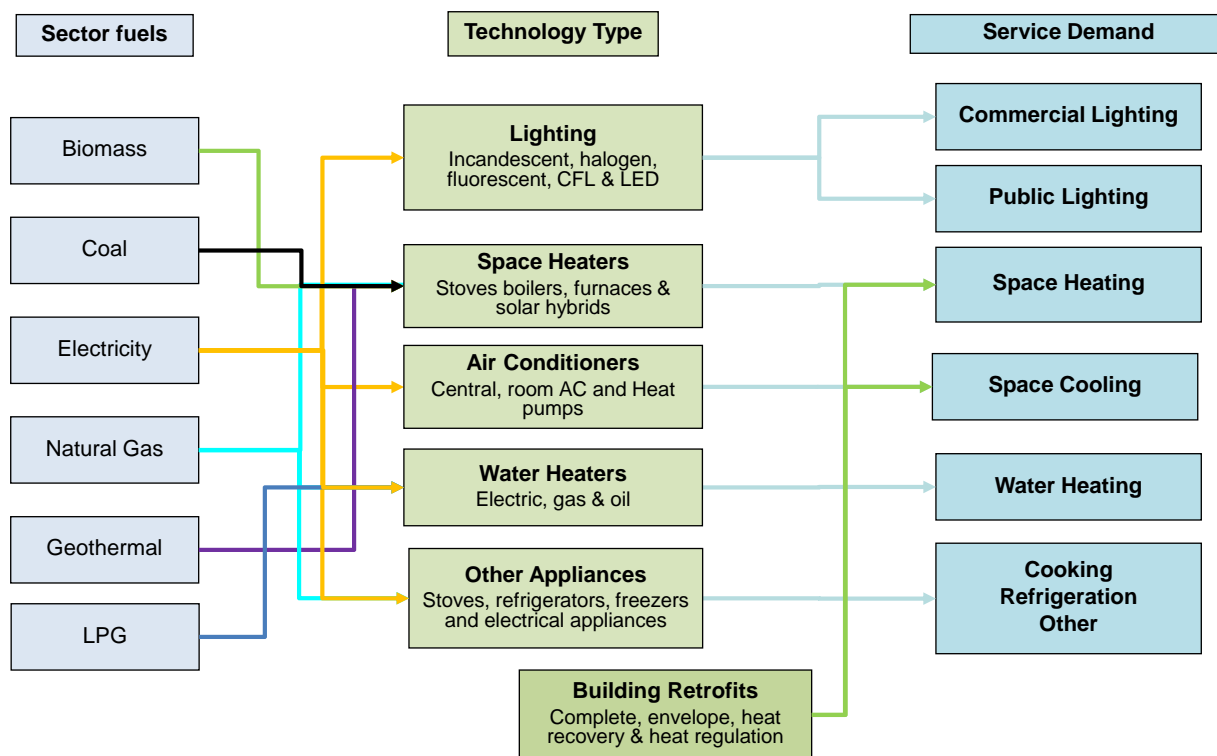 Sector fuels
Technology Type
Service Demand
Biomass
Coal
Electricity
Natural Gas
Geothermal
LPG
Lighting
Incandescent, halogen,
fluorescent, CFL & LED
Space Heaters
Stoves boilers, furnaces &
solar hybrids
Air Conditioners
Central, room AC and Heat
pumps
Water Heaters
Electric, gas & oil
Other Appliances
Stoves, refrigerators, freezers
and electrical appliances
Building Retrofits
Complete, envelope, heat
recovery & heat regulation
Commercial Lighting
Public Lighting
Space Heating
Space Cooling
Water Heating
Cooking
Refrigeration
Other